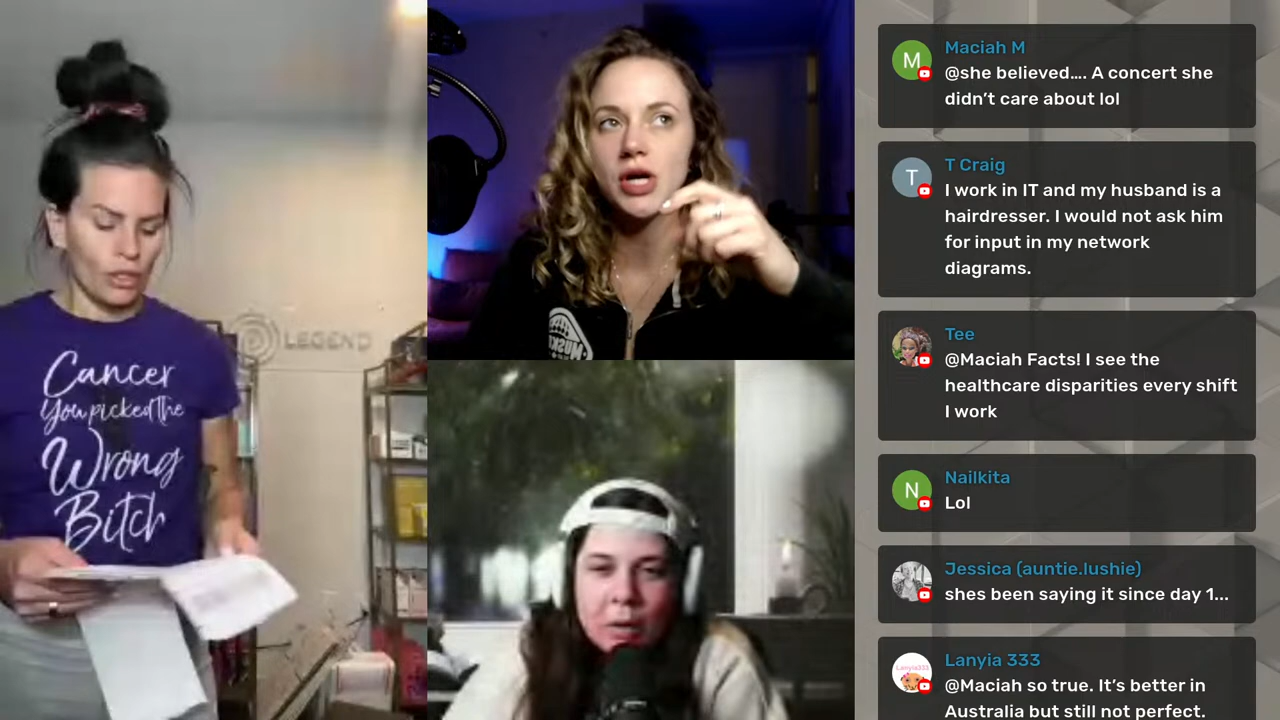 Cancer
You picked the
Wrong
Bitch
LEGEND
M
Maciah M
@she believed.... A concert she
didn’t care about lol
T
T Craig
I work in IT and my husband is a
hairdresser. I would not ask him
for input in my network
diagrams.
Tee
@Maciah Facts! I see the
healthcare disparities every shift
I work
N
Nailkita
Lol
Jessica (auntie.lushie)
shes been saying it since day 1...
Lanyia333
Lanyia 333
@Maciah so true. It’s better in
Australia but still not perfect.